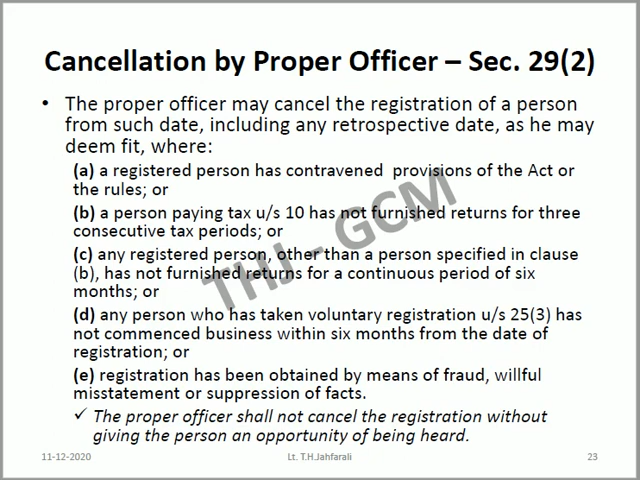 Cancellation by Proper Officer – Sec. 29(2)
• The proper officer may cancel the registration of a person
from such date, including any retrospective date, as he may
deem fit, where:
(a) a registered person has contravened provisions of the Act or
the rules; or
(b) a person paying tax u/s 10 has not furnished returns for three
consecutive tax periods; or
(c) any registered person, other than a person specified in clause
(b), has not furnished returns for a continuous period of six
months; or
(d) any person who has taken voluntary registration u/s 25(3) has
not commenced business within six months from the date of
registration; or
(e) registration has been obtained by means of fraud, willful
misstatement or suppression of facts.
✓ The proper officer shall not cancel the registration without
giving the person an opportunity of being heard.
THJ - GCM
11-12-2020 Lt. T.H.Jahfarali 23